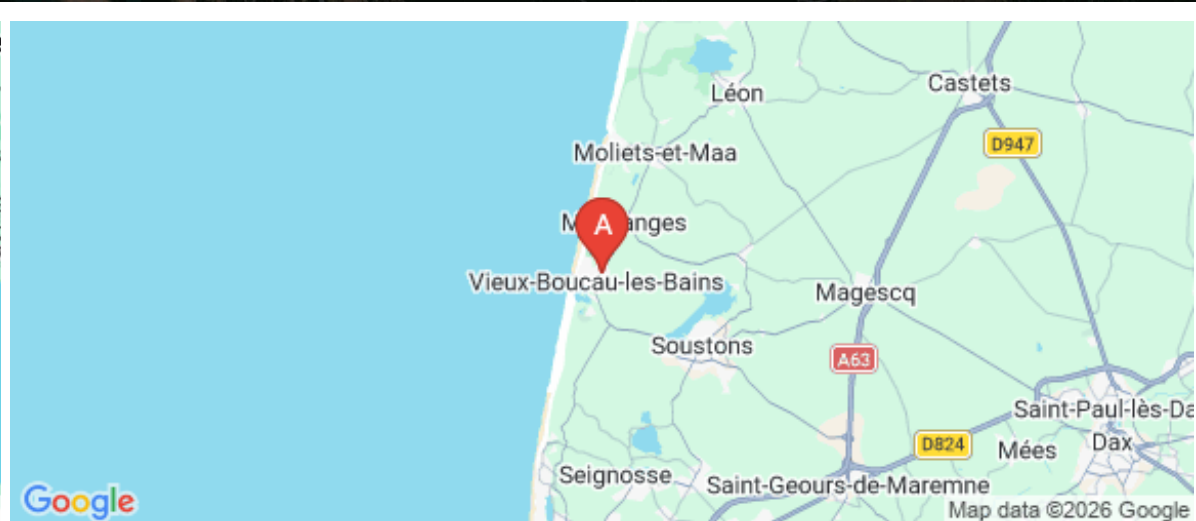 Léon
Castets
D947
Moliets-et-Maa
A
Vieux-Boucau-les-Bains
Magescq
Soustons
A63
Saint-Paul-lès-Da
D824
Mées
Dax
Seignosse
Saint-Geours-de-Maremne
Google
Map data ©2026 Google